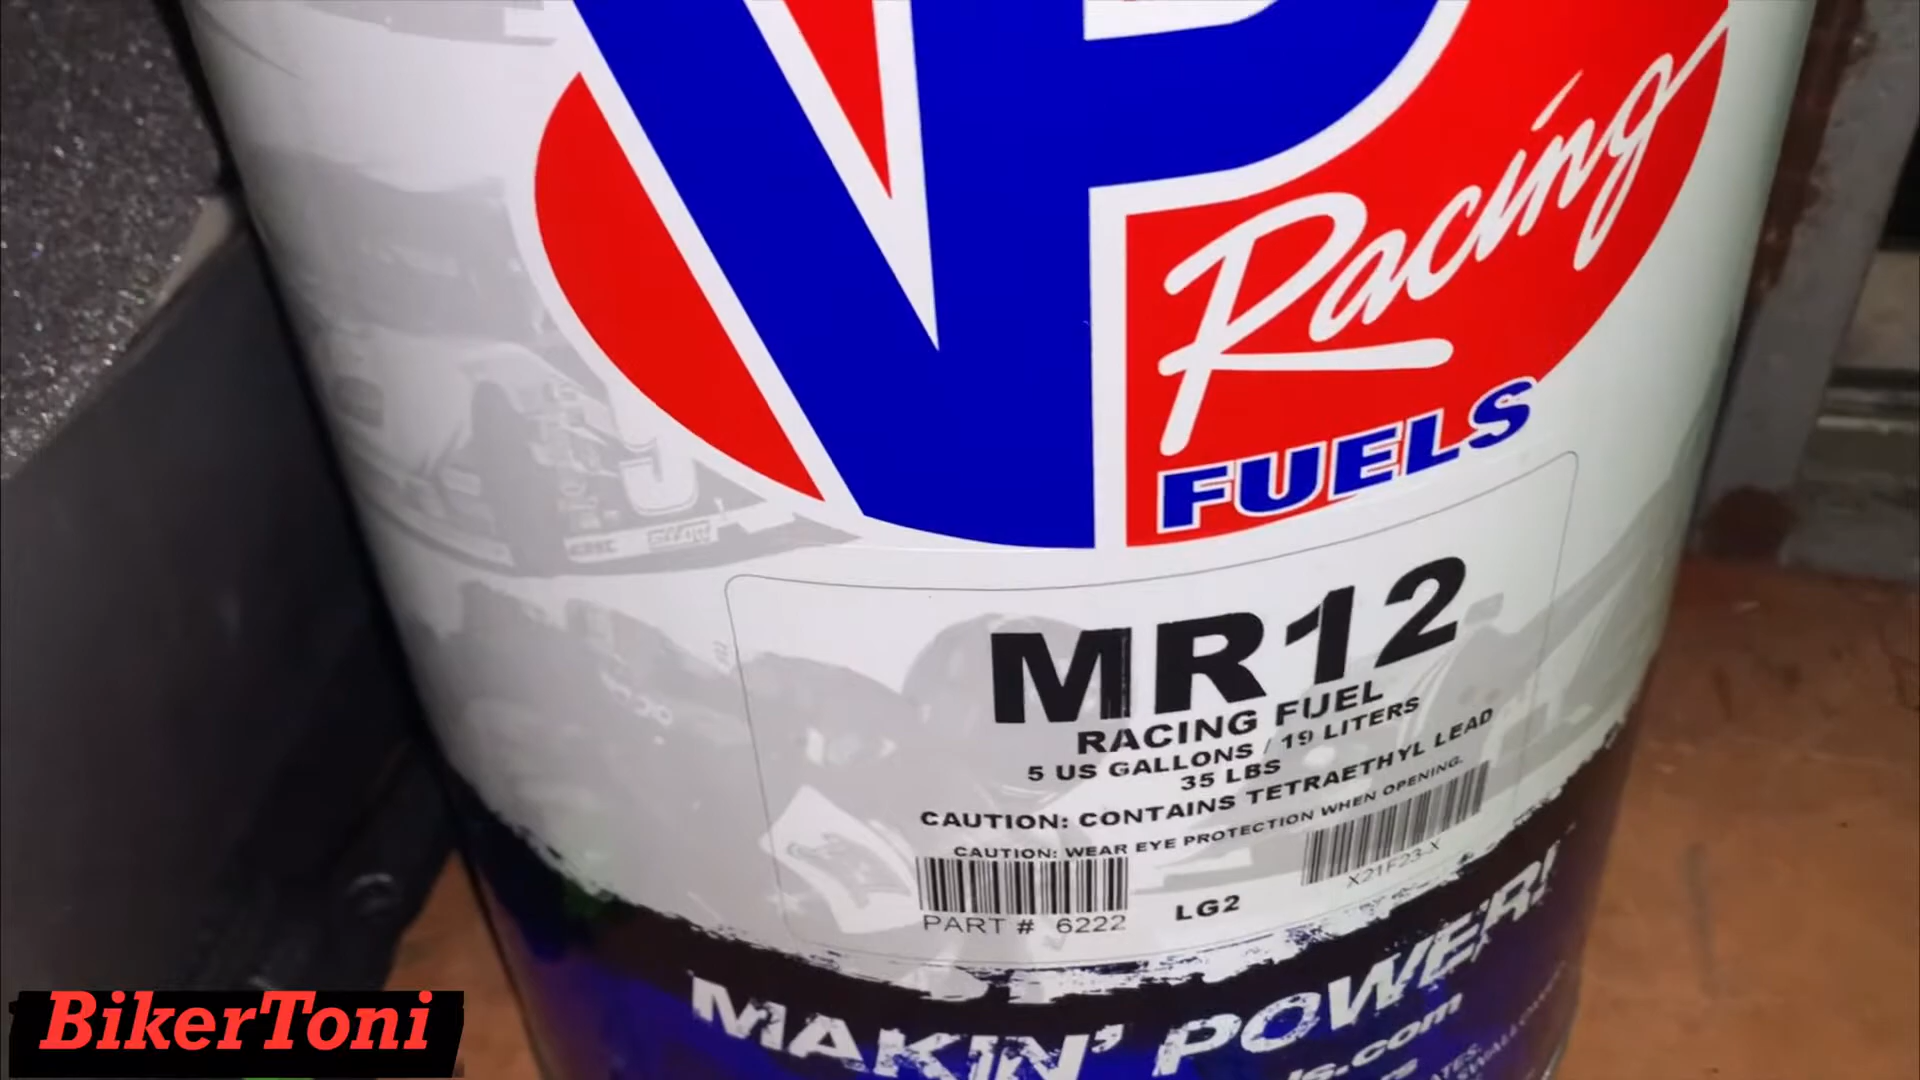 VP
Racing
FUELS
MR12
RACING FUEL
5 US GALLONS / 19 LITERS
35 LBS
CAUTION: CONTAINS TETRAETHYL LEAD
CAUTION: WEAR EYE PROTECTION WHEN OPENING.
PART # 6222
LG2
X21F23-X
MAKIN' POWER!
BikerToni